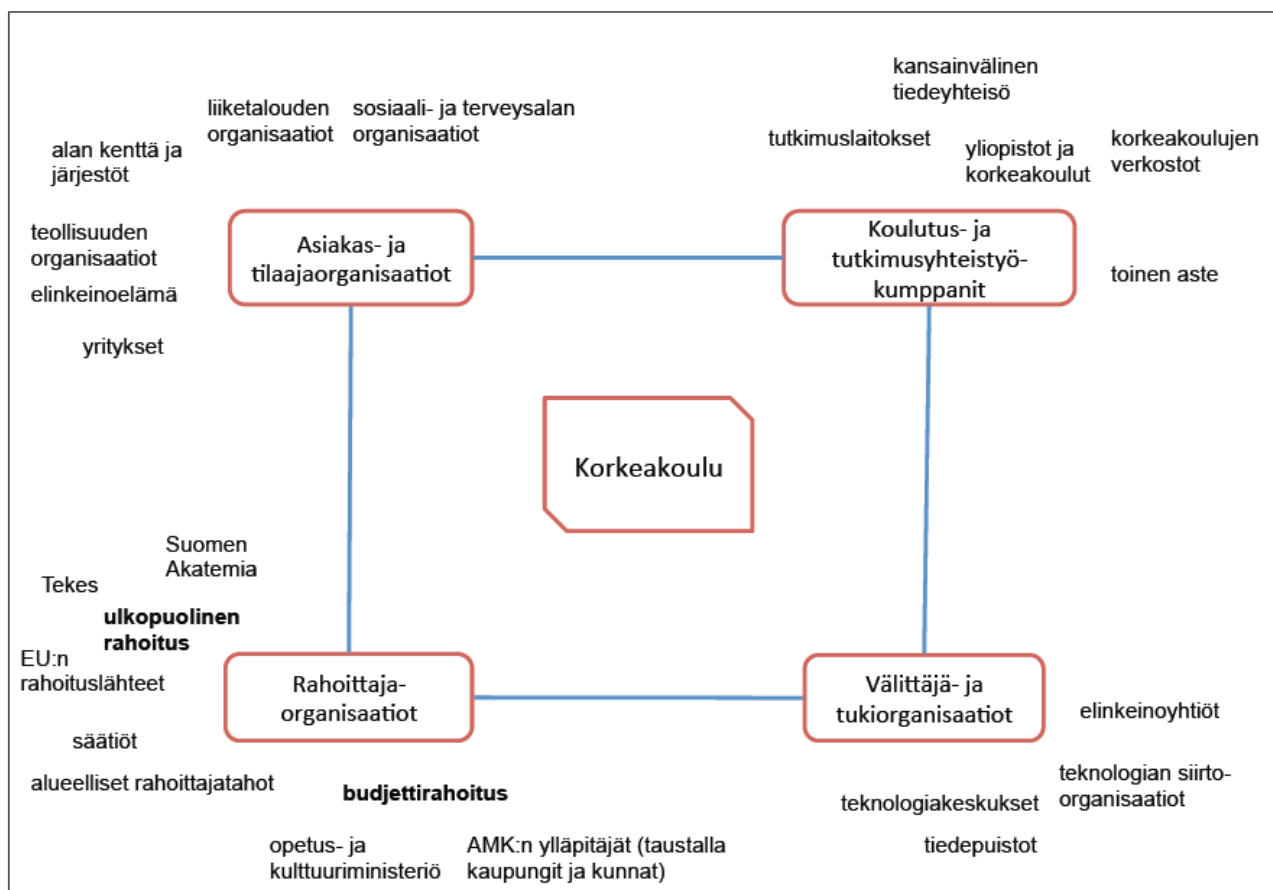 kansainvälinen
tiedeyhteisö
liiketalouden
organisaatiot
sosiaali- ja terveysalan
organisaatiot
alan kenttä ja
järjestöt
tutkimuslaitokset
yliopistot ja
korkeakoulut
korkeakoulujen
verkostot
teollisuuden
organisaatiot
elinkeinoelämä
yritykset
Asiakas- ja
tilaajaorganisaatiot
Koulutus- ja
tutkimusyhteistyö-
kumppanit
toinen aste
Korkeakoulu
Suomen
Akatemia
Tekes
ulkopuolinen
rahoitus
EU:n
rahoituslähteet
säätiöt
alueelliset rahoittajatahot
Rahoittaja-
organisaatiot
Välittäjä- ja
tukiorganisaatiot
elinkeinoyhtiöt
teknologian siirto-
organisaatiot
teknologiakeskukset
tiedepuistot
budjettirahoitus
opetus- ja
kulttuuriministeriö
AMK:n ylläpitäjät (taustalla
kaupungit ja kunnat)